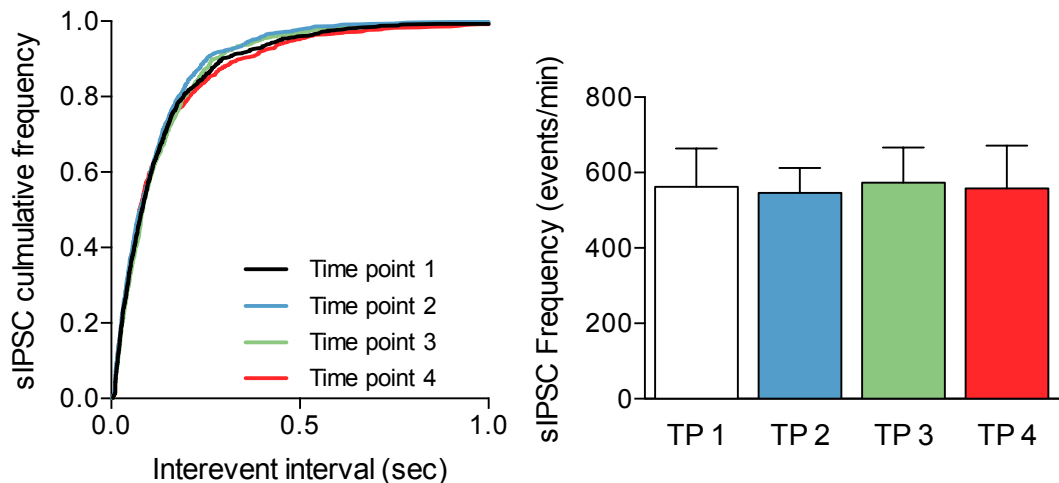 sIPSC culmulative frequency
1.0
0.8
0.6
0.4
0.2
0.0
0.0
0.5
1.0
Interevent interval (sec)
Time point 1
Time point 2
Time point 3
Time point 4
sIPSC Frequency (events/min)
800
600
400
200
0
TP 1
TP 2
TP 3
TP 4